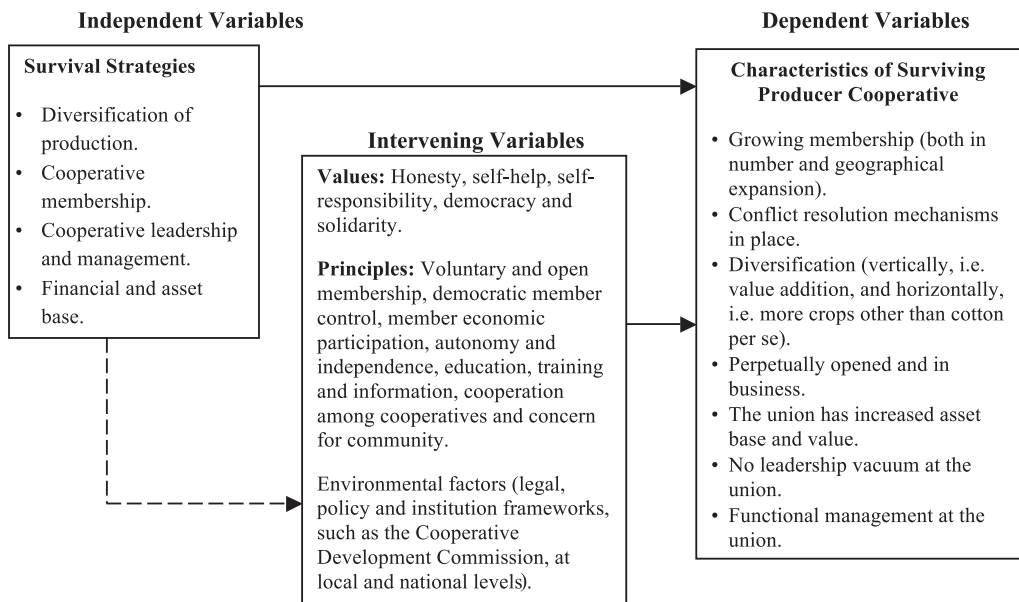 Independent Variables
Survival Strategies
• Diversification of
production.
• Cooperative
membership.
• Cooperative leadership
and management.
• Financial and asset
base.
Intervening Variables
Values: Honesty, self-help, self-
responsibility, democracy and
solidarity.
Principles: Voluntary and open
membership, democratic member
control, member economic
participation, autonomy and
independence, education, training
and information, cooperation
among cooperatives and concern
for community.
Environmental factors (legal,
policy and institution frameworks,
such as the Cooperative
Development Commission, at
local and national levels).
Dependent Variables
Characteristics of Surviving
Producer Cooperative
• Growing membership (both in
number and geographical
expansion).
• Conflict resolution mechanisms
in place.
• Diversification (vertically, i.e.
value addition, and horizontally,
i.e. more crops other than cotton
per se).
• Perpetually opened and in
business.
• The union has increased asset
base and value.
• No leadership vacuum at the
union.
• Functional management at the
union.